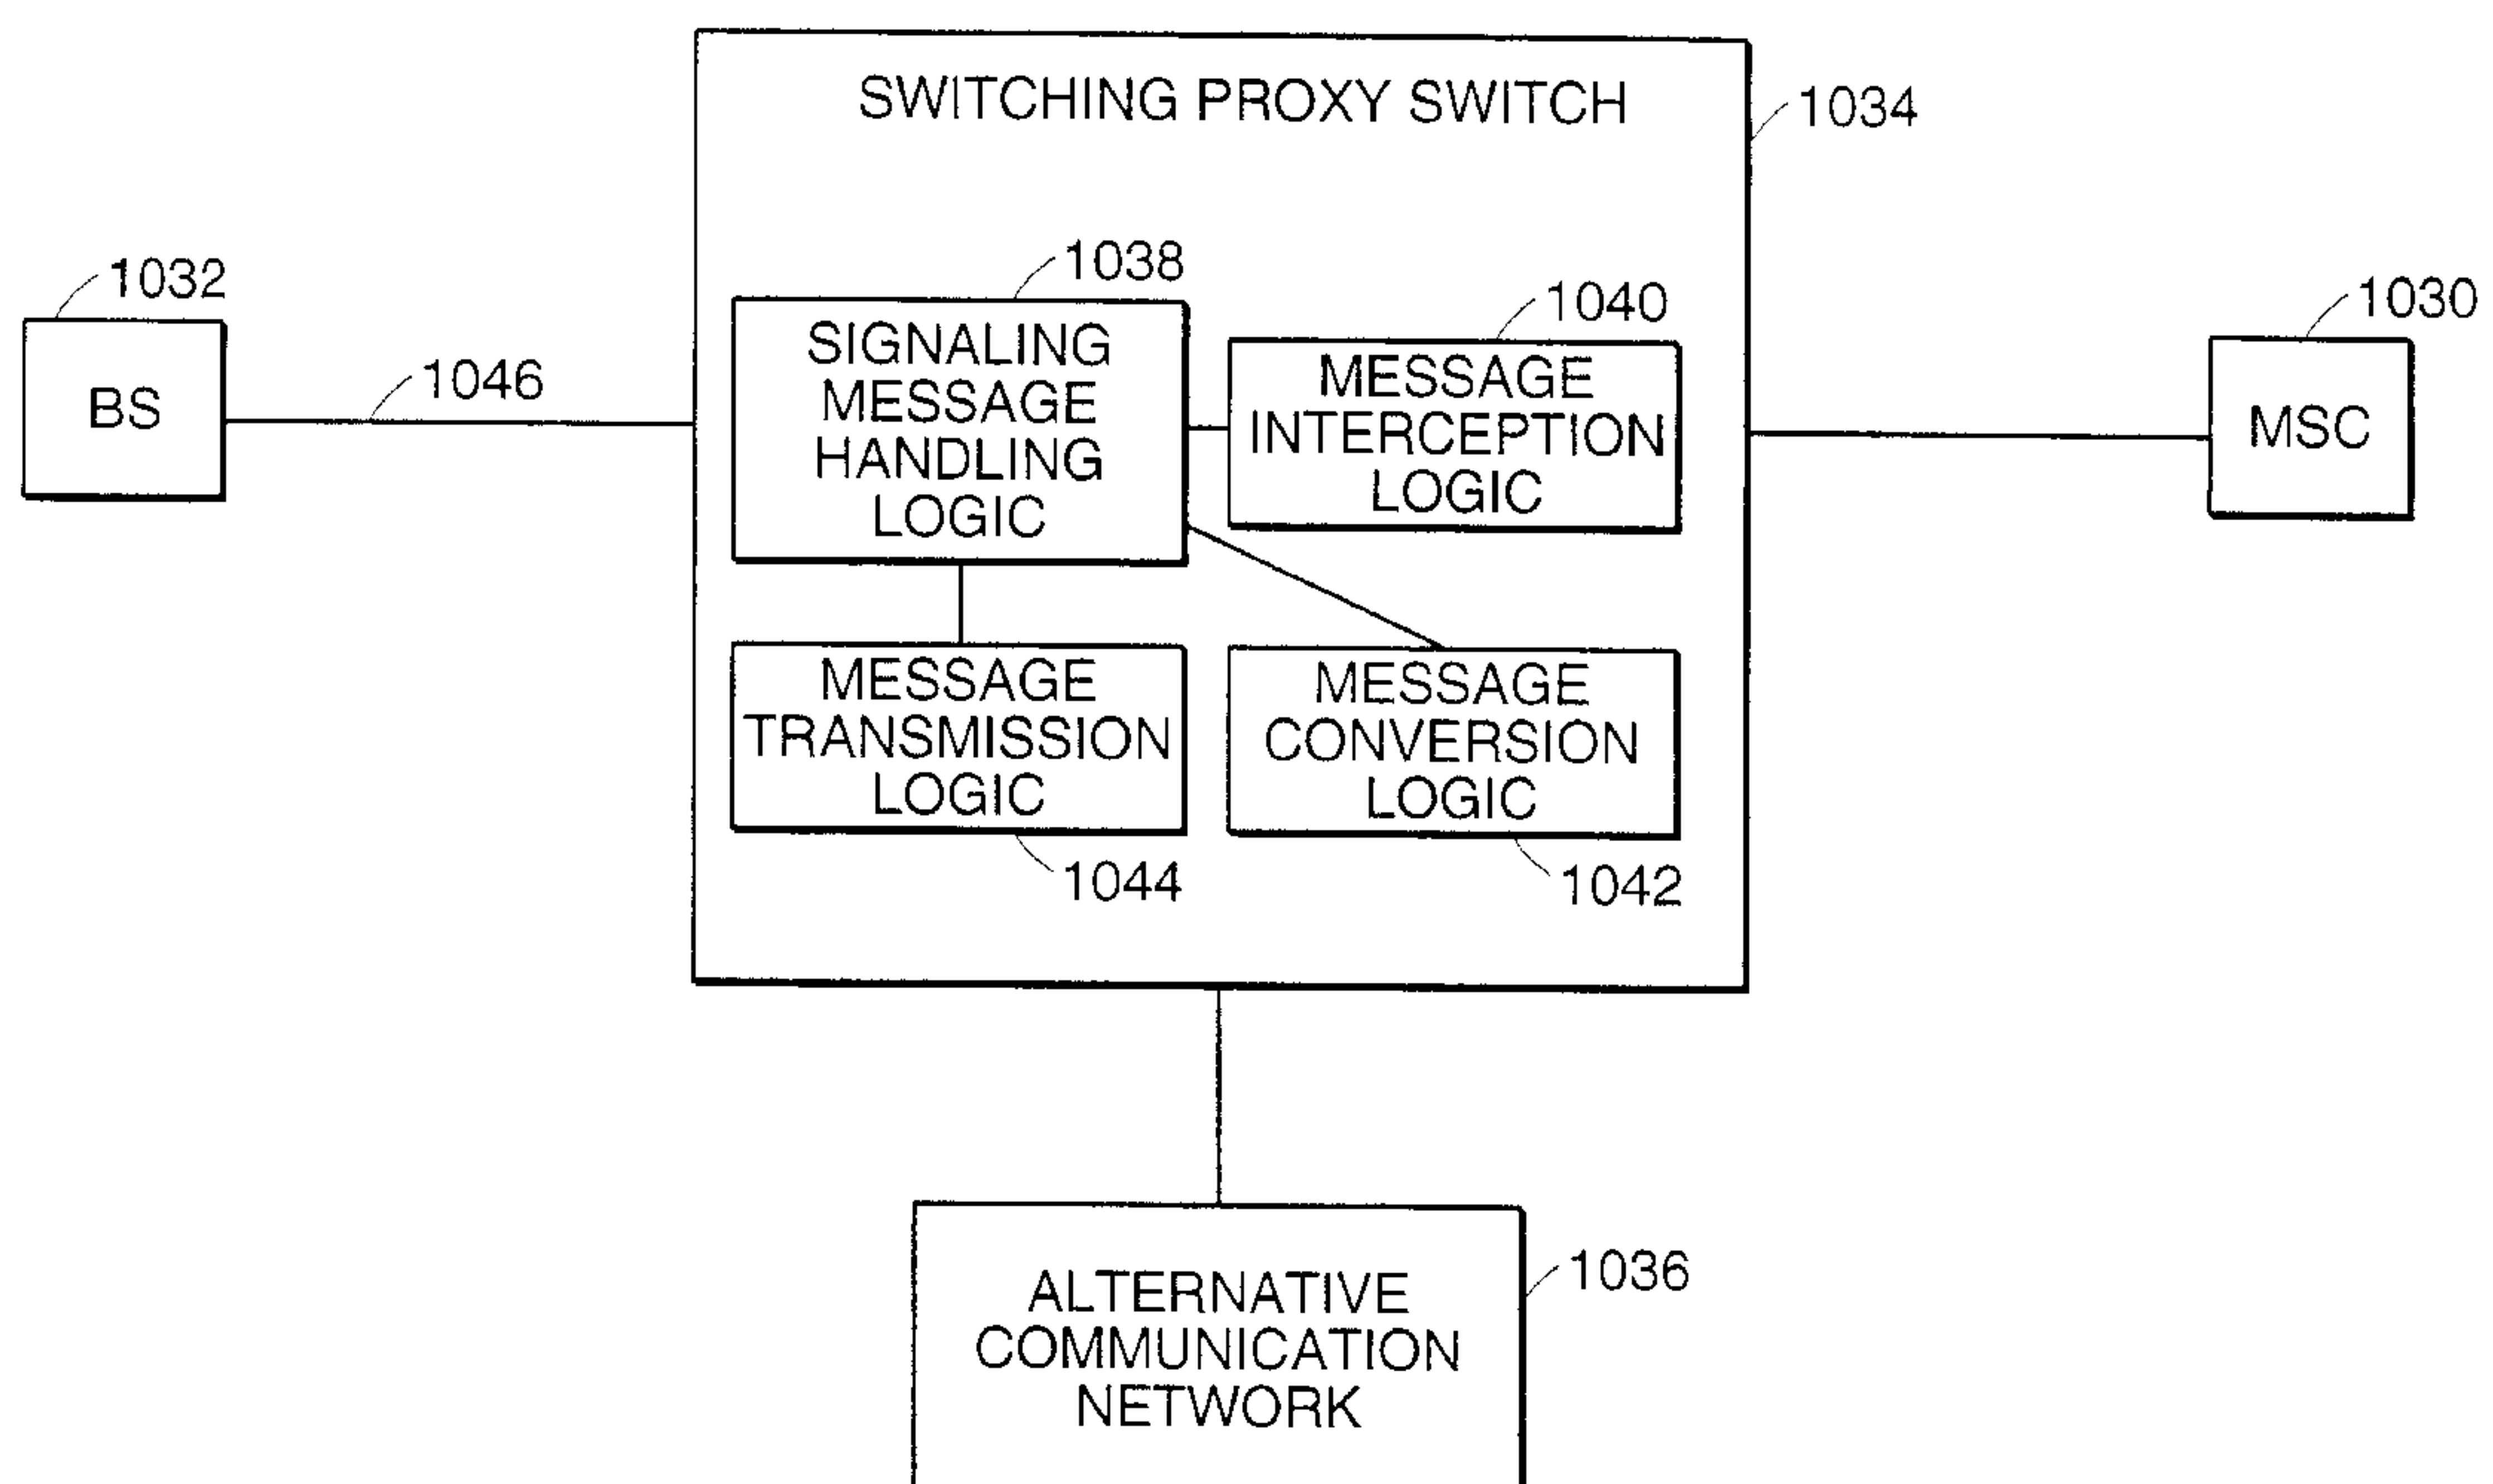 SWITCHING PROXY SWITCH
1034
1032
BS
1046
1038
SIGNALING
MESSAGE
HANDLING
LOGIC
1040
MESSAGE
INTERCEPTION
LOGIC
1030
MSC
MESSAGE
TRANSMISSION
LOGIC
1044
MESSAGE
CONVERSION
LOGIC
1042
ALTERNATIVE
COMMUNICATION
NETWORK
1036